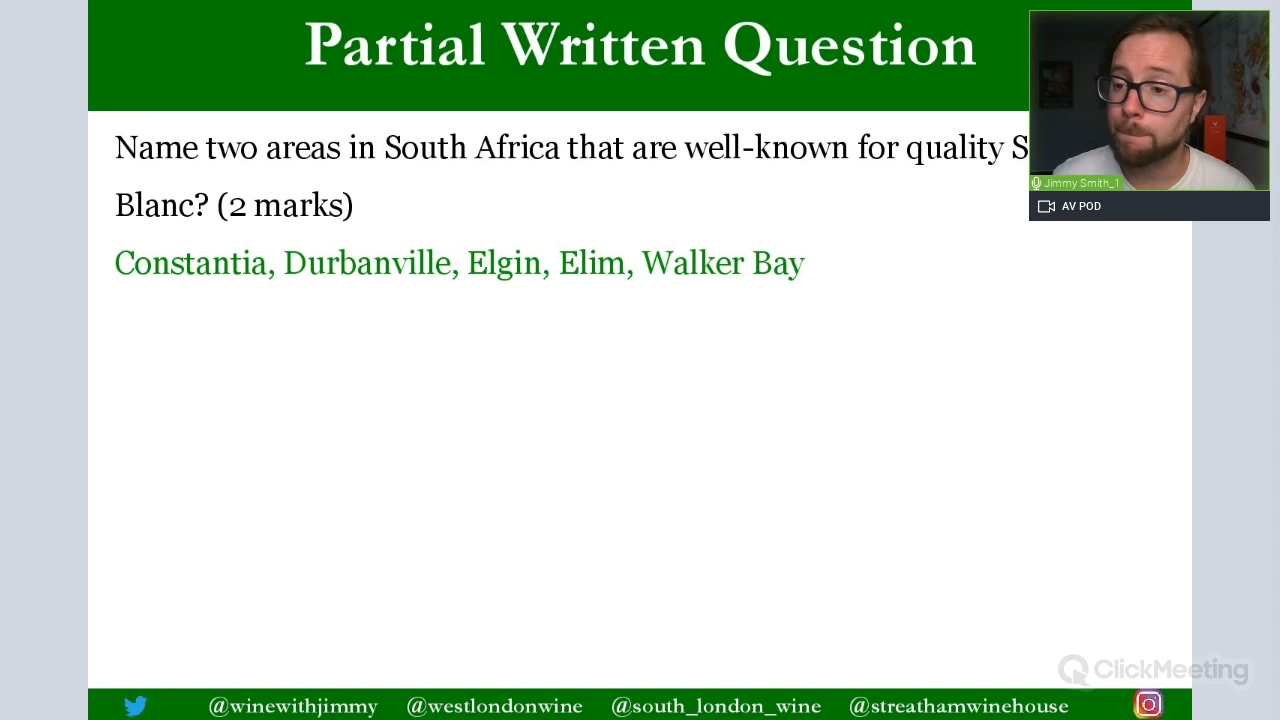 Partial Written Question
Name two areas in South Africa that are well-known for quality S
Blanc? (2 marks)
Constantia, Durbanville, Elgin, Elim, Walker Bay
Jimmy Smith_1
AV POD
ClickMeeting
@winewithjimmy @westlondonwine @south_london_wine @streathamwinehouse